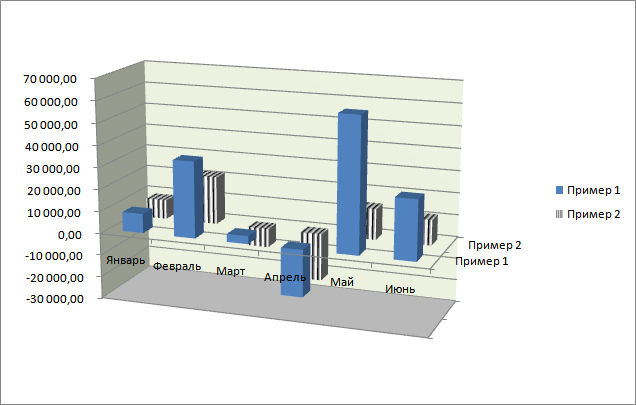 70 000,00
60 000,00
50 000,00
40 000,00
30 000,00
20 000,00
10 000,00
0,00
-10 000,00
-20 000,00
-30 000,00
Январь
Февраль
Март
Апрель
Май
Июнь
Пример 2
Пример 1
Пример 1
Пример 2